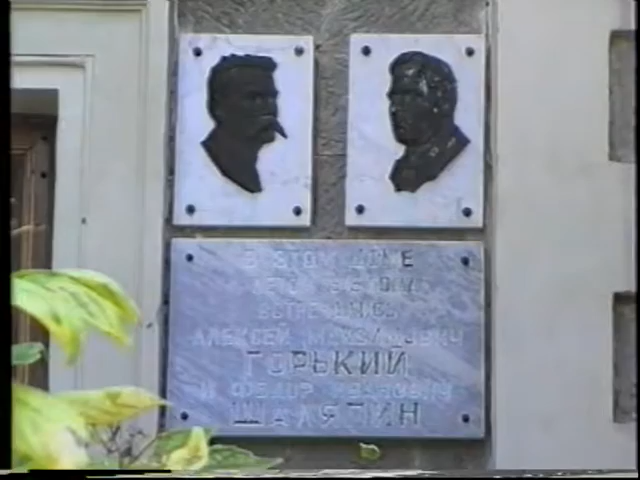 В ЭТОМ ДОМЕ
ВСТРЕЧАЛИСЬ
АЛЕКСЕЙ МАКСИМОВИЧ
ГОРЬКИЙ
И ФЕДОР ИВАНОВИЧ
ШАЛЯПИН